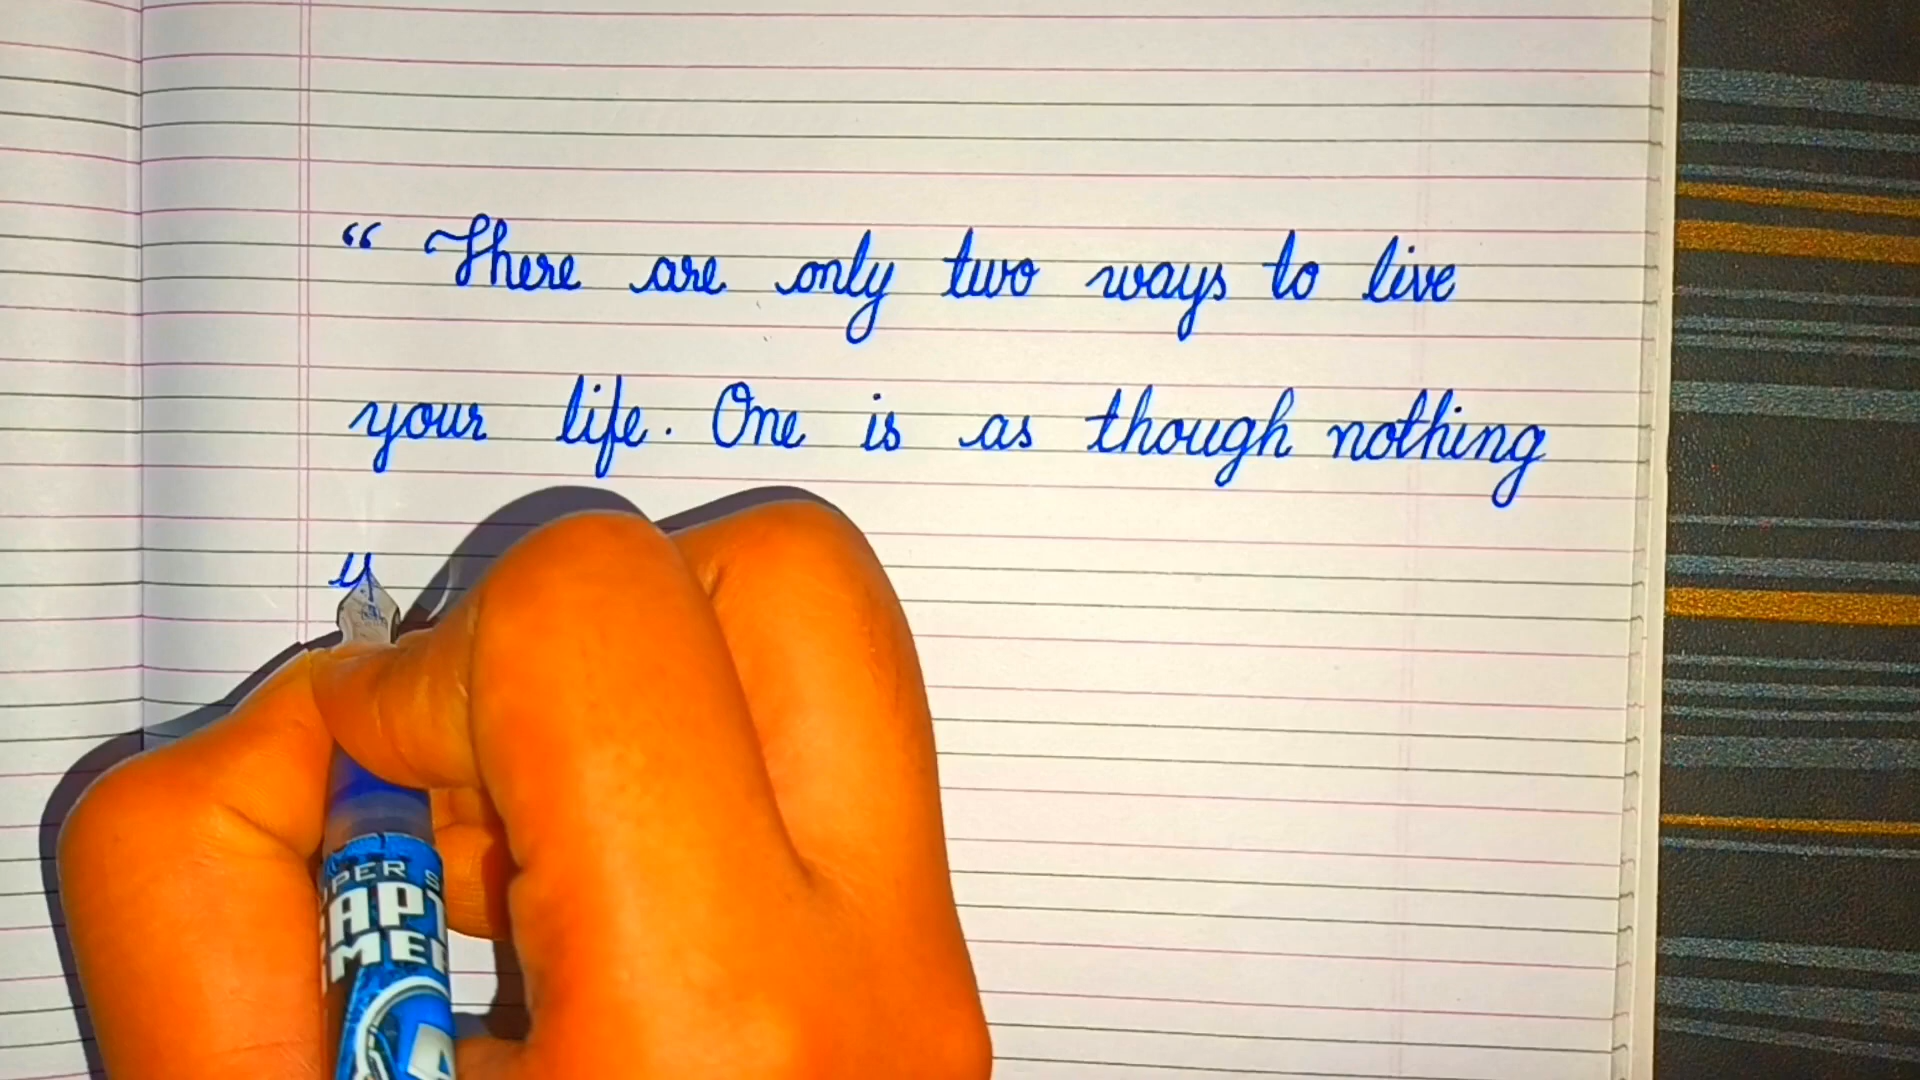 “ There are only two ways to live
your life. One is as though nothing